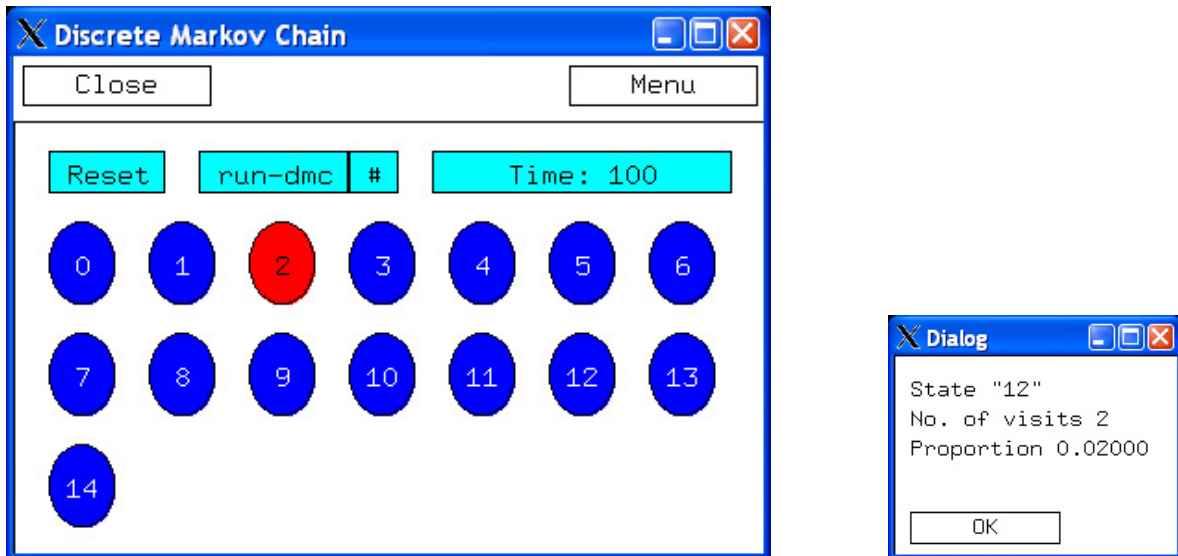 Discrete Markov Chain
Close Menu
Reset run-dmc # Time: 100
0 1 2 3 4 5 6
7 8 9 10 11 12 13
14
Dialog
State "12"
No. of visits 2
Proportion 0.02000
OK